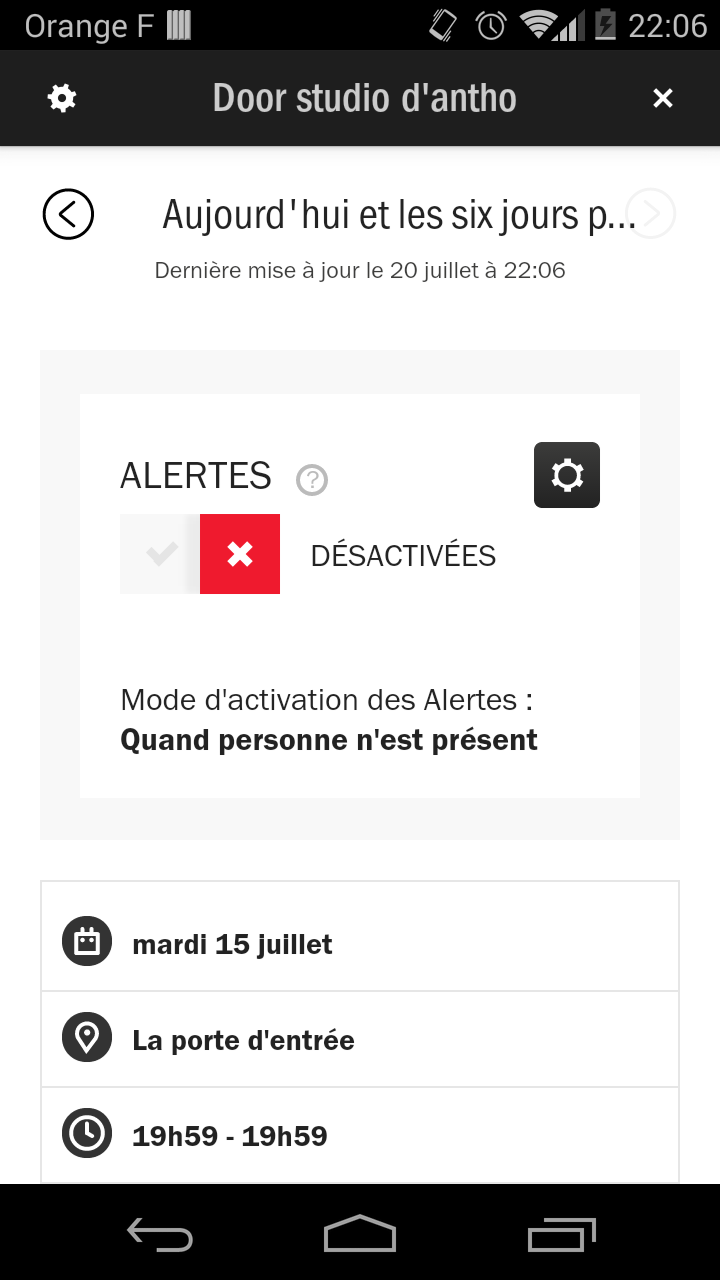 Orange F
22:06
Door studio d'antho
Aujourd'hui et les six jours p...
Dernière mise à jour le 20 juillet à 22:06
ALERTES ?
DÉSACTIVÉES
Mode d'activation des Alertes :
Quand personne n'est présent
mardi 15 juillet
La porte d'entrée
19h59 - 19h59